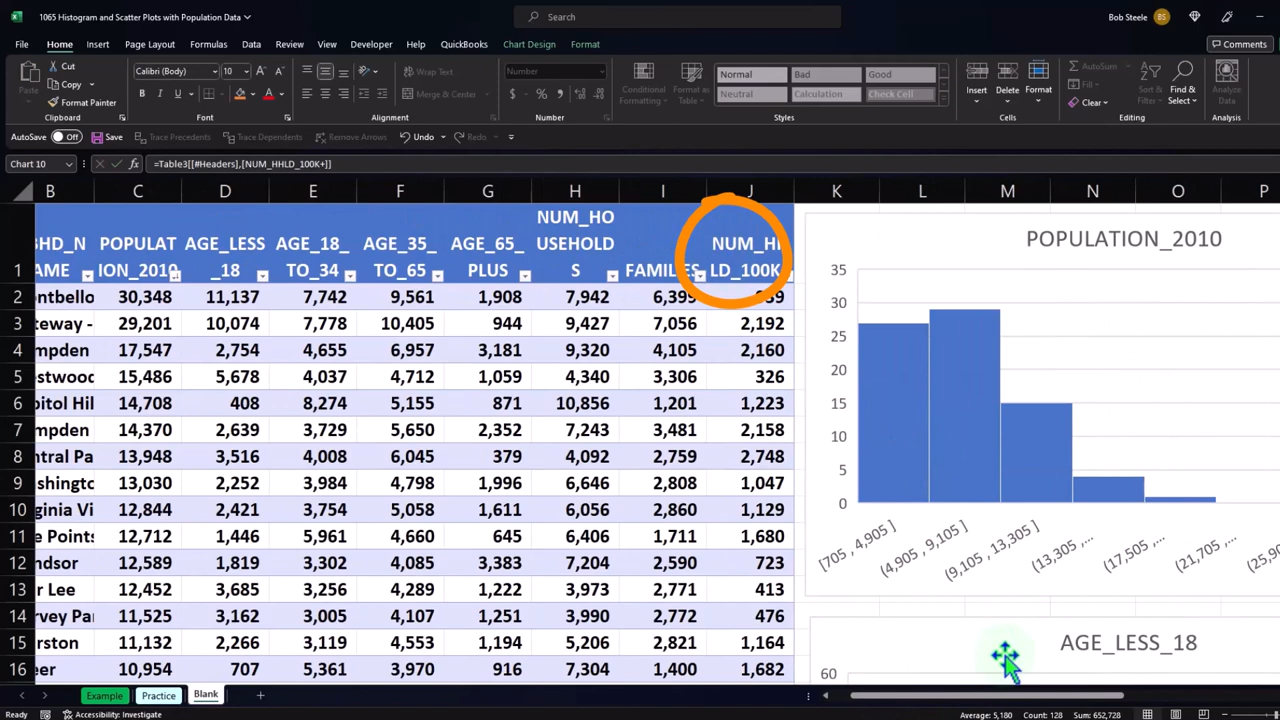 1065 Histogram and Scatter Plots with Population Data
Search
Bob Steele
BS
File Home Insert Page Layout Formulas Data Review View Developer Help QuickBooks Chart Design Format
Comments
Paste
Cut
Copy
Format Painter
Clipboard
Calibri (Body) 10
Font
Wrap Text
Merge & Center
Alignment
Number
Number
Conditional Formatting
Format as Table
Normal Bad Good
Neutral Calculation Check Cell
Styles
Insert Delete Format
Cells
AutoSum
Clear
Sort & Filter
Find & Select
Editing
Analyze Data
Analysis
AutoSave Off Save Trace Precedents Trace Dependents Remove Arrows Undo Redo
Chart 10 fx =Table3[[#Headers],[NUM_HHLD_100K+]]
B C D E F G H I J K L M N O P
1 BHD_NAME POPULATION_2010 AGE_LESS_18 AGE_18_TO_34 AGE_35_TO_65 AGE_65_PLUS NUM_HOUSEHOLDS FAMILIES NUM_HHLD_100K
2 ontbello 30,348 11,137 7,742 9,561 1,908 7,942 6,399
3 teway - 29,201 10,074 7,778 10,405 944 9,427 7,056 2,192
4 mpden 17,547 2,754 4,655 6,957 3,181 9,320 4,105 2,160
5 estwood 15,486 5,678 4,037 4,712 1,059 4,340 3,306 326
6 pitol Hil 14,708 408 8,274 5,155 871 10,856 1,201 1,223
7 mpden 14,370 2,639 3,729 5,650 2,352 7,243 3,481 2,158
8 ntral Pa 13,948 3,516 4,008 6,045 379 4,092 2,759 2,748
9 shingto 13,030 2,252 3,984 4,798 1,996 6,646 2,808 1,047
10 rginia Vi 12,844 2,421 3,754 5,058 1,611 6,056 2,860 1,129
11 e Points 12,712 1,446 5,961 4,660 645 6,406 1,711 1,680
12 ndsor 12,589 1,819 3,302 4,085 3,383 7,204 2,590 723
13 r Lee 12,452 3,685 3,256 4,289 1,222 3,973 2,771 413
14 rvey Pa 11,525 3,162 3,005 4,107 1,251 3,990 2,772 476
15 erston 11,132 2,266 3,119 4,553 1,194 5,206 2,821 1,164
16 eer 10,954 707 5,361 3,970 916 7,304 1,400 1,682
POPULATION_2010
35
30
25
20
15
10
5
0
[705 , 4,905 ] (4,905 , 9,105 ] (9,105 , 13,305 ] (13,305 ,... (17,505 ,... (21,705 ,... (25,90
AGE_LESS_18
60
Example Practice Blank
Ready Accessibility: Investigate Average: 5,180 Count: 128 Sum: 652,728